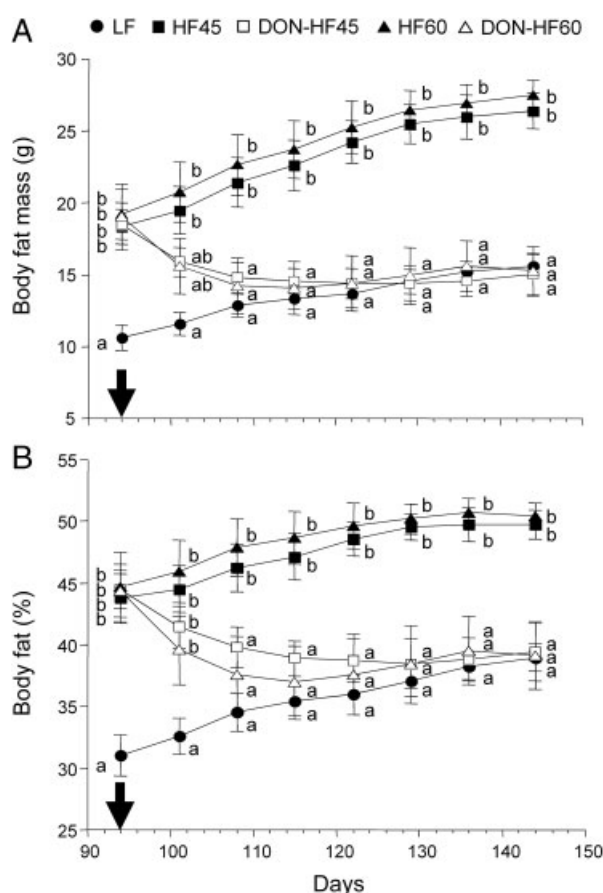 A
LF HF45 DON-HF45 HF60 DON-HF60
Body fat mass (g)
30
25
20
15
10
5
b b b b b b b
b b b b b b b
b
b
b
b
ab a a a a a a
ab a a a a a a
a a a a a a a a
B
Body fat (%)
55
50
45
40
35
30
25
b b b b b b b
b b b b b b b
b
b
b
b
b a a a a a a
b a a a a a a
a a a a a a a a
90 100 110 120 130 140 150
Days